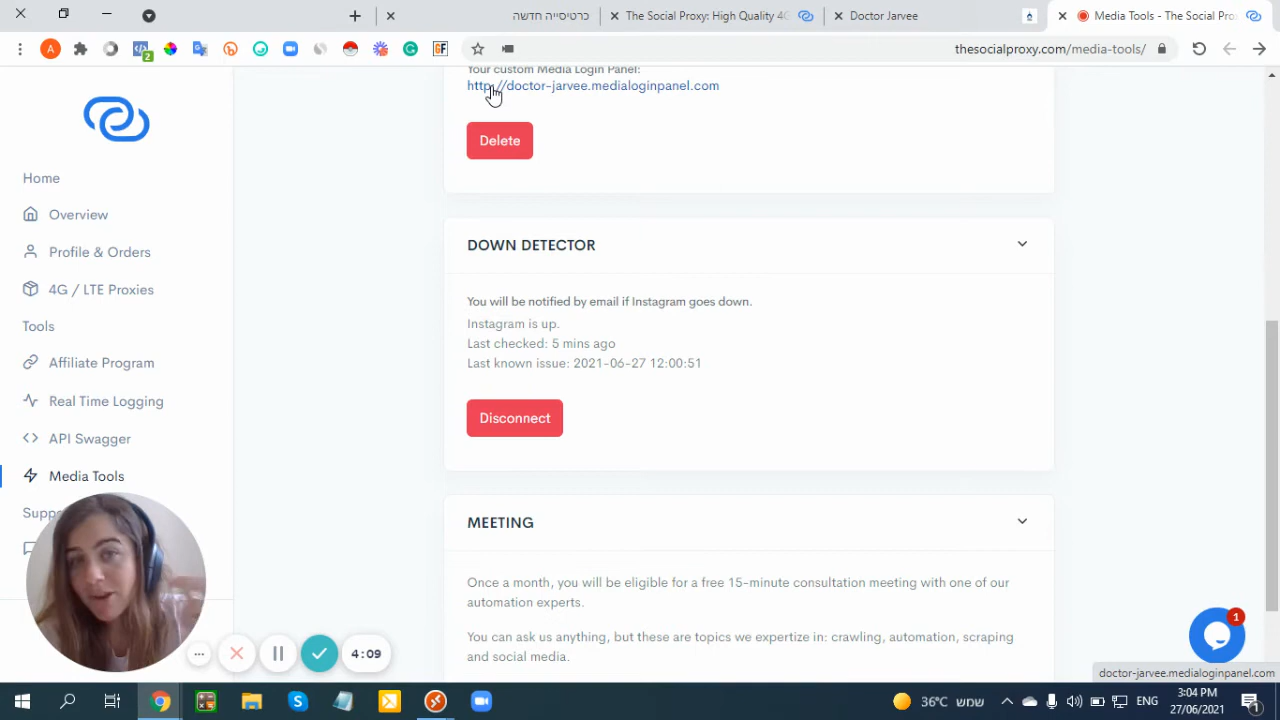 כרטיסייה חדשה
The Social Proxy: High Quality 4G
Doctor Jarvee
Media Tools - The Social Pro
2
A
GF
thesocialproxy.com/media-tools/
Your custom Media Login Panel:
http://doctor-jarvee.medialoginpanel.com
Delete
Home
Overview
Profile & Orders
4G / LTE Proxies
Tools
Affiliate Program
Real Time Logging
API Swagger
Media Tools
Suppo
DOWN DETECTOR
You will be notified by email if Instagram goes down.
Instagram is up.
Last checked: 5 mins ago
Last known issue: 2021-06-27 12:00:51
Disconnect
MEETING
Once a month, you will be eligible for a free 15-minute consultation meeting with one of our
automation experts.
You can ask us anything, but these are topics we expertize in: crawling, automation, scraping
and social media.
4:09
1
doctor-jarvee.medialoginpanel.com
36°C שמש
ENG
3:04 PM
27/06/2021
1